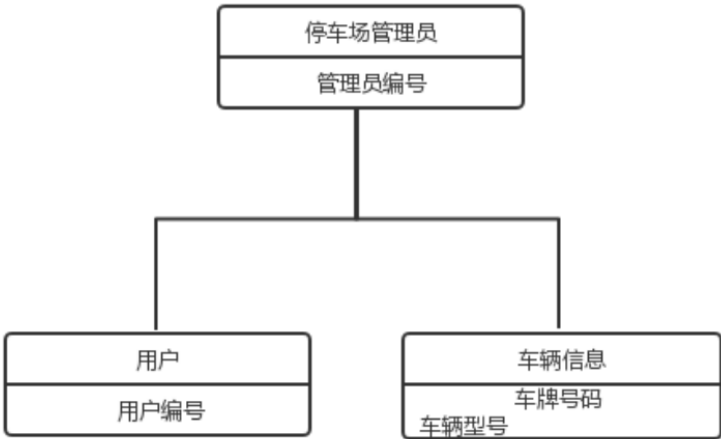 停车场管理员
管理员编号
用户
用户编号
车辆信息
车牌号码
车辆型号